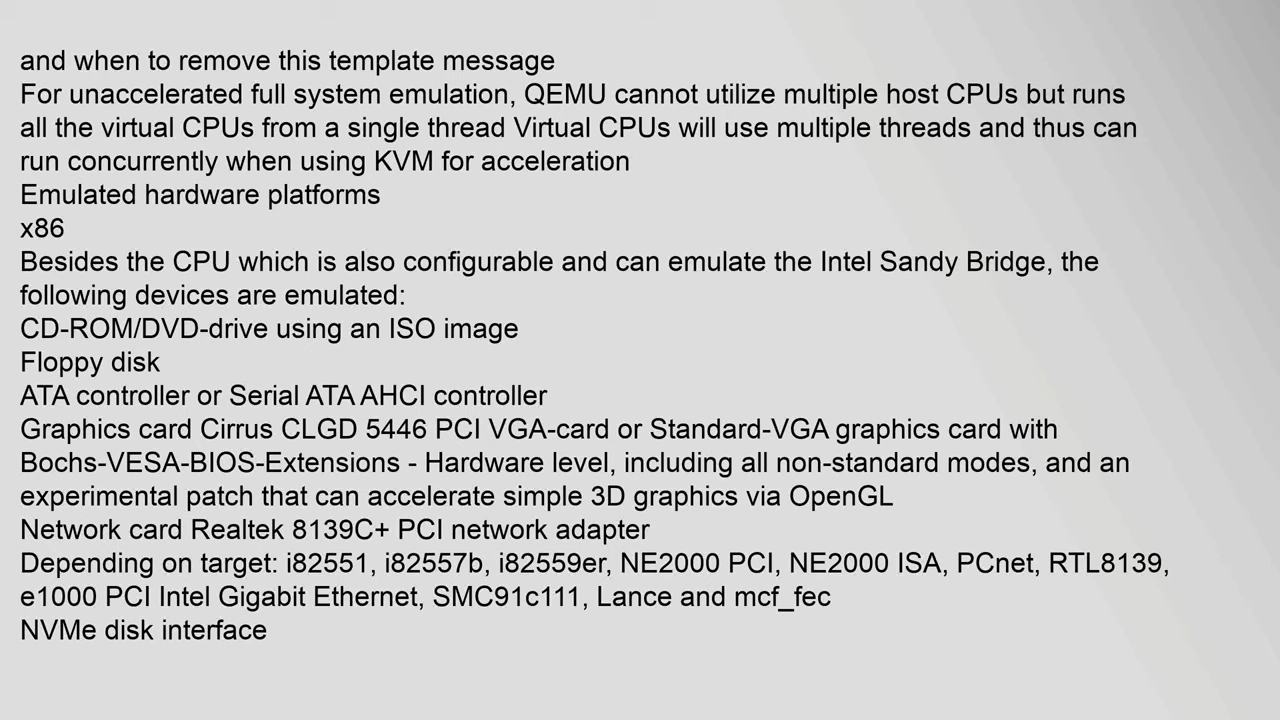 and when to remove this template message
For unaccelerated full system emulation, QEMU cannot utilize multiple host CPUs but runs
all the virtual CPUs from a single thread Virtual CPUs will use multiple threads and thus can
run concurrently when using KVM for acceleration
Emulated hardware platforms
x86
Besides the CPU which is also configurable and can emulate the Intel Sandy Bridge, the
following devices are emulated:
CD-ROM/DVD-drive using an ISO image
Floppy disk
ATA controller or Serial ATA AHCI controller
Graphics card Cirrus CLGD 5446 PCI VGA-card or Standard-VGA graphics card with
Bochs-VESA-BIOS-Extensions - Hardware level, including all non-standard modes, and an
experimental patch that can accelerate simple 3D graphics via OpenGL
Network card Realtek 8139C+ PCI network adapter
Depending on target: i82551, i82557b, i82559er, NE2000 PCI, NE2000 ISA, PCnet, RTL8139,
e1000 PCI Intel Gigabit Ethernet, SMC91c111, Lance and mcf_fec
NVMe disk interface